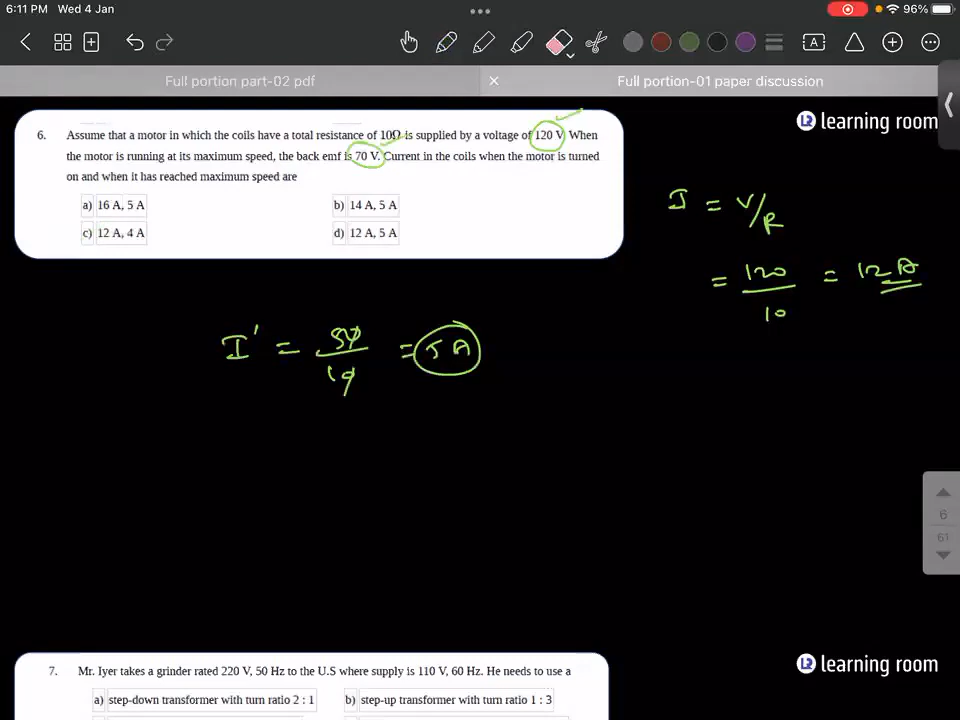 6:11 PM Wed 4 Jan
96%
A
Full portion part-02 pdf
Full portion-01 paper discussion
learning room
6. Assume that a motor in which the coils have a total resistance of 10Ω is supplied by a voltage of 120 V. When
the motor is running at its maximum speed, the back emf is 70 V. Current in the coils when the motor is turned
on and when it has reached maximum speed are
a) 16 A, 5 A
b) 14 A, 5 A
c) 12 A, 4 A
d) 12 A, 5 A
I = V/R
= 120/10 = 12 A
I' = 50/10 = 5 A
6
61
7. Mr. Iyer takes a grinder rated 220 V, 50 Hz to the U.S where supply is 110 V, 60 Hz. He needs to use a
learning room
a) step-down transformer with turn ratio 2 : 1
b) step-up transformer with turn ratio 1 : 3